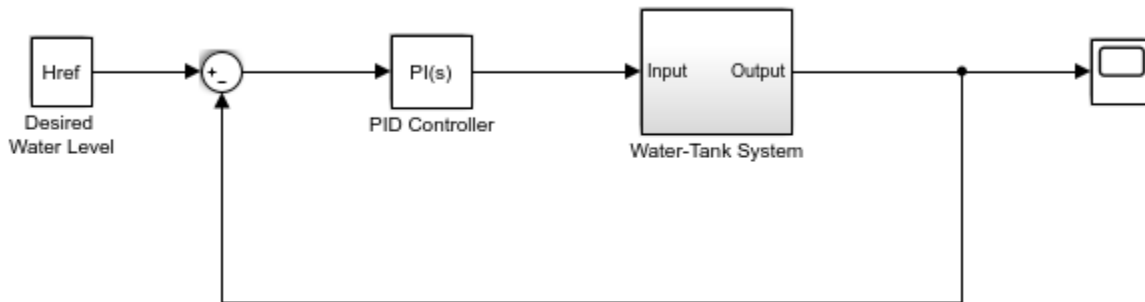 Href
+
−
PI(s)
Input
Output
Desired
Water Level
PID Controller
Water-Tank System